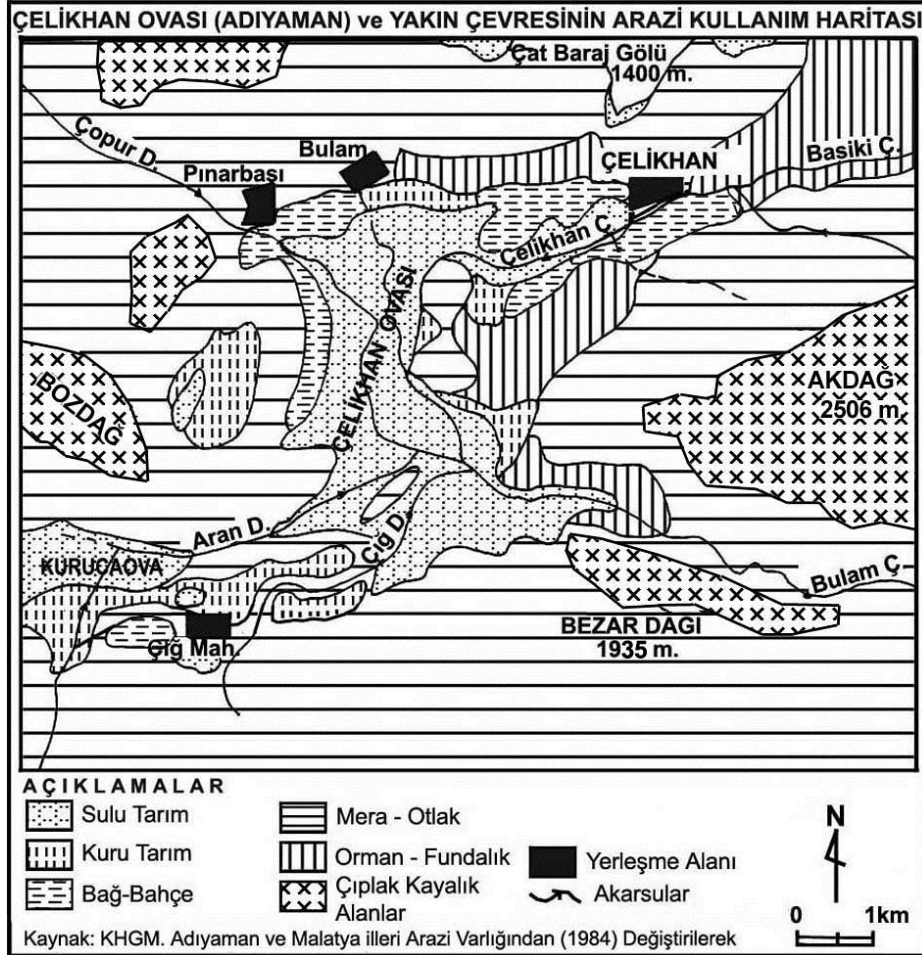 ÇELİKHAN OVASI (ADIYAMAN) ve YAKIN ÇEVRESİNİN ARAZİ KULLANIM HARİTASI
Çat Baraj Gölü
1400 m.
Çopur D.
Bulam
Pınarbaşı
ÇELİKHAN
Basiki Ç.
Çelikhan Ç.
ÇELİKHAN OVASI
BOZDAĞ
AKDAĞ
2506 m.
Aran D.
Çığ D.
KURUCAOVA
Bulam Ç
Çığ Mah.
BEZAR DAGI
1935 m.
AÇIKLAMALAR
Sulu Tarım
Kuru Tarım
Bağ-Bahçe
Mera - Otlak
Orman - Fundalık
Çıplak Kayalık
Alanlar
Yerleşme Alanı
Akarsular
N
0 1km
Kaynak: KHGM. Adıyaman ve Malatya illeri Arazi Varlığından (1984) Değiştirilerek